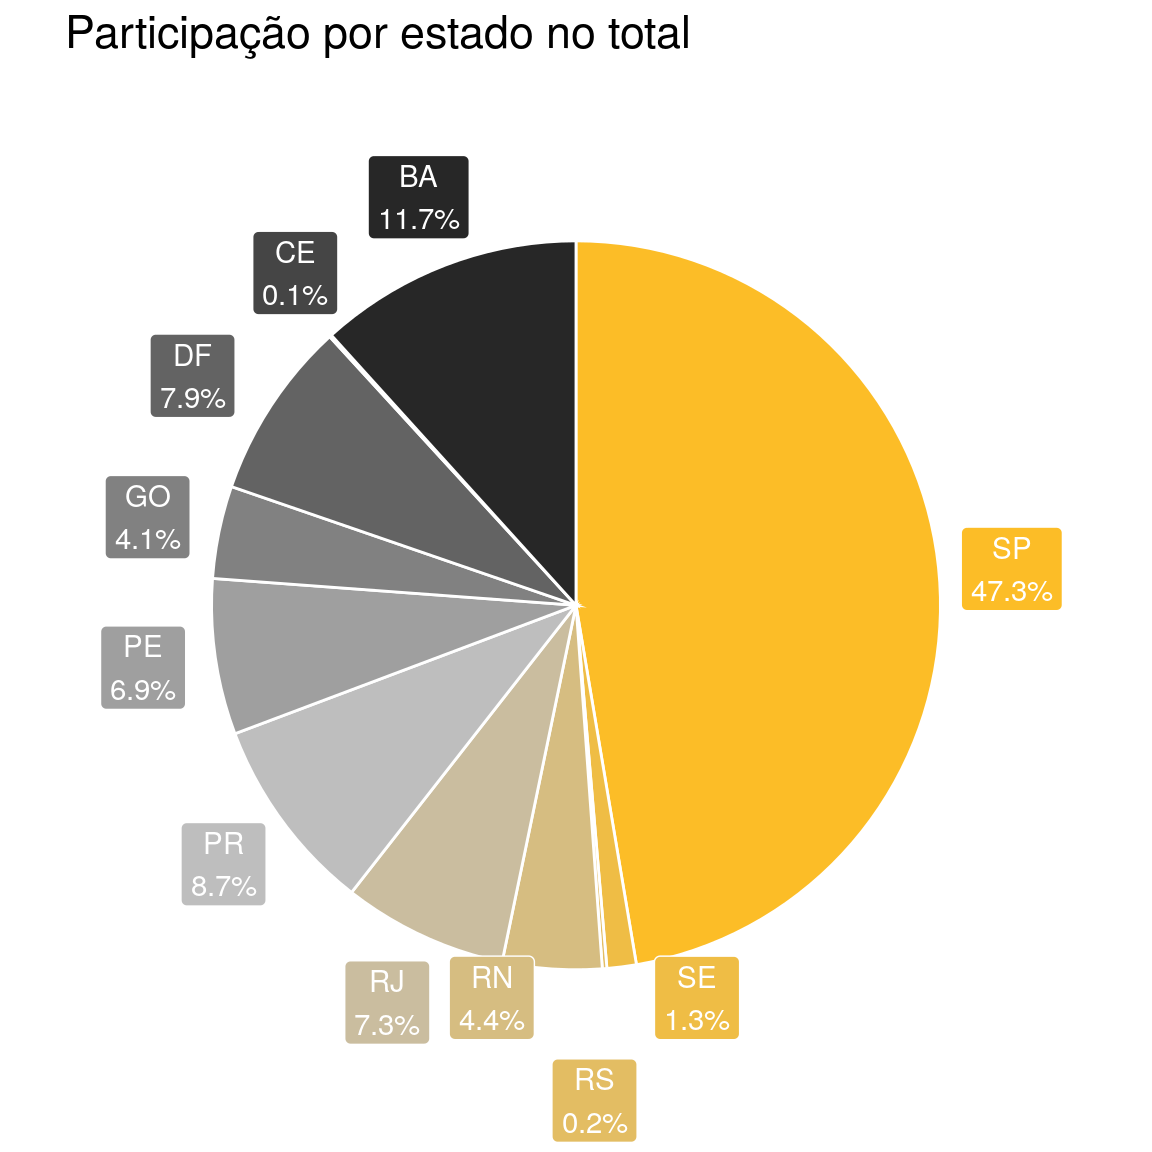 Participação por estado no total
BA
11.7%
CE
0.1%
DF
7.9%
GO
4.1%
SP
47.3%
PE
6.9%
PR
8.7%
RJ
7.3%
RN
4.4%
SE
1.3%
RS
0.2%